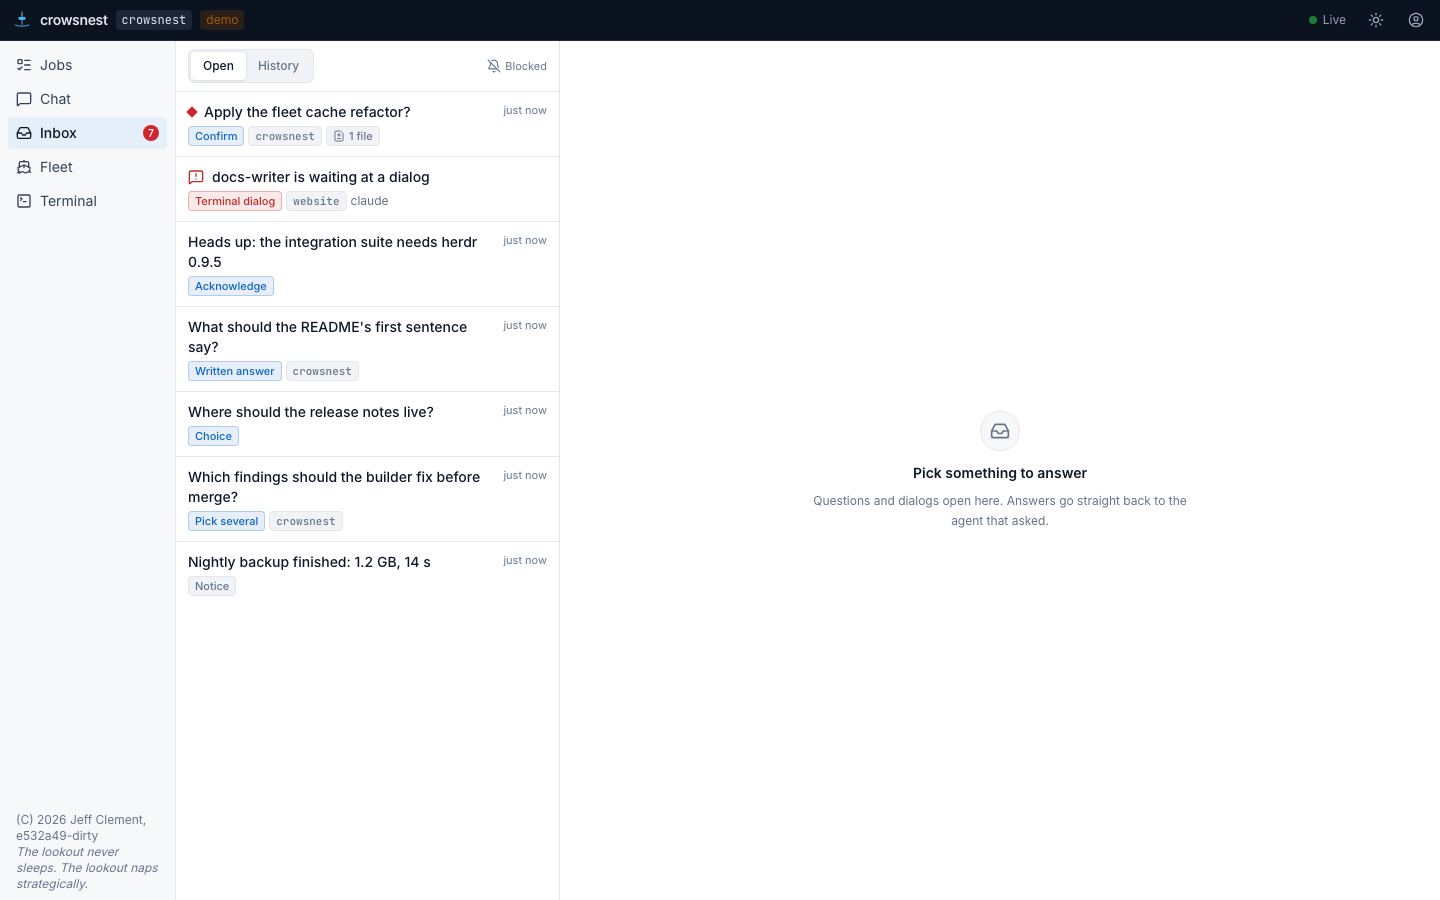 crowsnest crowsnest demo
Live
Jobs
Chat
Inbox 7
Fleet
Terminal
Open History
Blocked
Apply the fleet cache refactor? just now
Confirm crowsnest 1 file
docs-writer is waiting at a dialog
Terminal dialog website claude
Heads up: the integration suite needs herdr just now
0.9.5
Acknowledge
What should the README's first sentence just now
say?
Written answer crowsnest
Where should the release notes live? just now
Choice
Which findings should the builder fix before just now
merge?
Pick several crowsnest
Nightly backup finished: 1.2 GB, 14 s just now
Notice
Pick something to answer
Questions and dialogs open here. Answers go straight back to the
agent that asked.
(C) 2026 Jeff Clement,
e532a49-dirty
The lookout never
sleeps. The lookout naps
strategically.